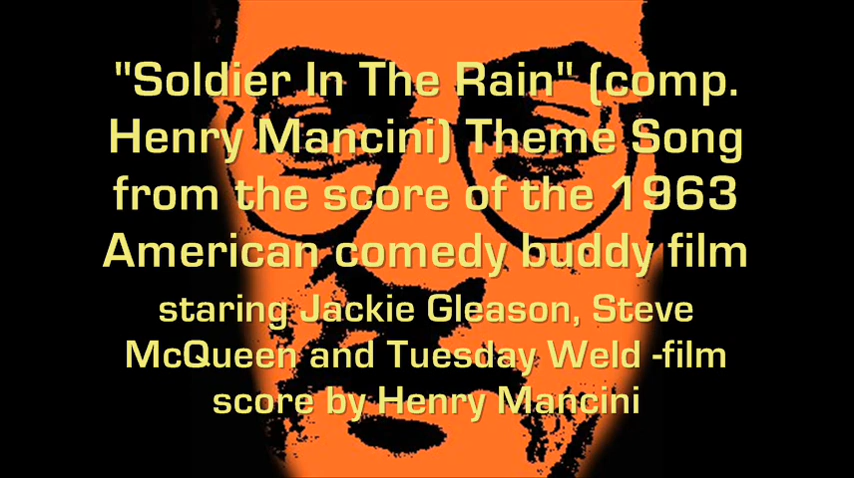 "Soldier In The Rain" (comp.
Henry Mancini) Theme Song
from the score of the 1963
American comedy buddy film
staring Jackie Gleason, Steve
McQueen and Tuesday Weld -film
score by Henry Mancini